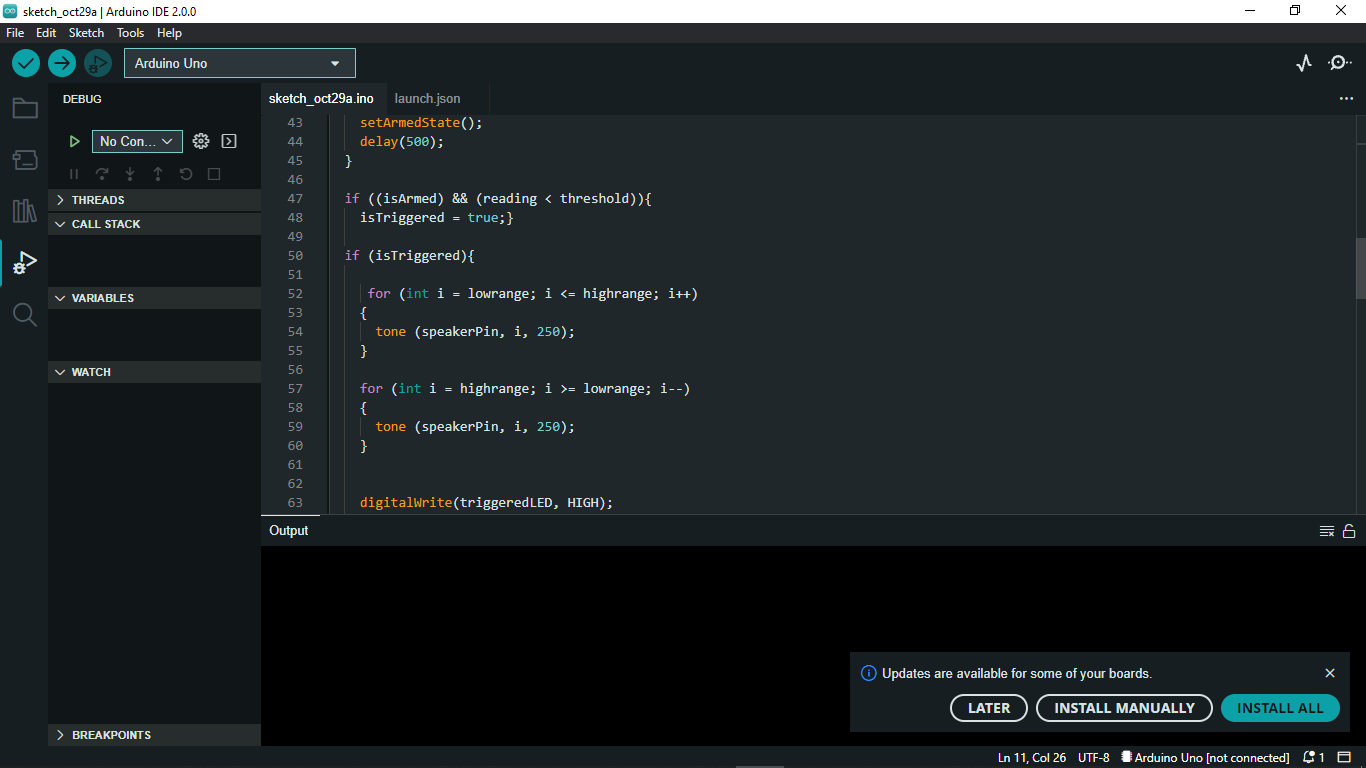 sketch_oct29a | Arduino IDE 2.0.0
File Edit Sketch Tools Help
Arduino Uno
DEBUG
No Con...
THREADS
CALL STACK
VARIABLES
WATCH
BREAKPOINTS
sketch_oct29a.ino launch.json
43 setArmedState();
44 delay(500);
45 }
46
47 if ((isArmed) && (reading < threshold)){
48 isTriggered = true;}
49
50 if (isTriggered){
51
52 for (int i = lowrange; i <= highrange; i++)
53 {
54 tone (speakerPin, i, 250);
55 }
56
57 for (int i = highrange; i >= lowrange; i--)
58 {
59 tone (speakerPin, i, 250);
60 }
61
62
63 digitalWrite(triggeredLED, HIGH);
Output
Updates are available for some of your boards.
LATER INSTALL MANUALLY INSTALL ALL
Ln 11, Col 26 UTF-8 Arduino Uno [not connected] 1